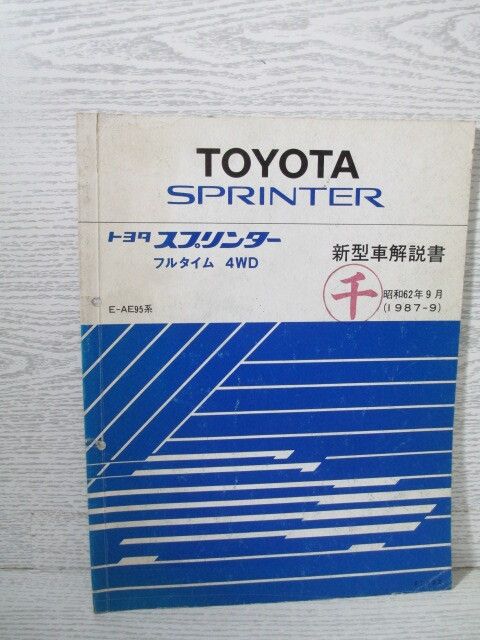 TOYOTA
SPRINTER
トヨタ スプリンター
フルタイム 4WD
新型車解説書
千
昭和62年9月
(1987-9)
E-AE95系